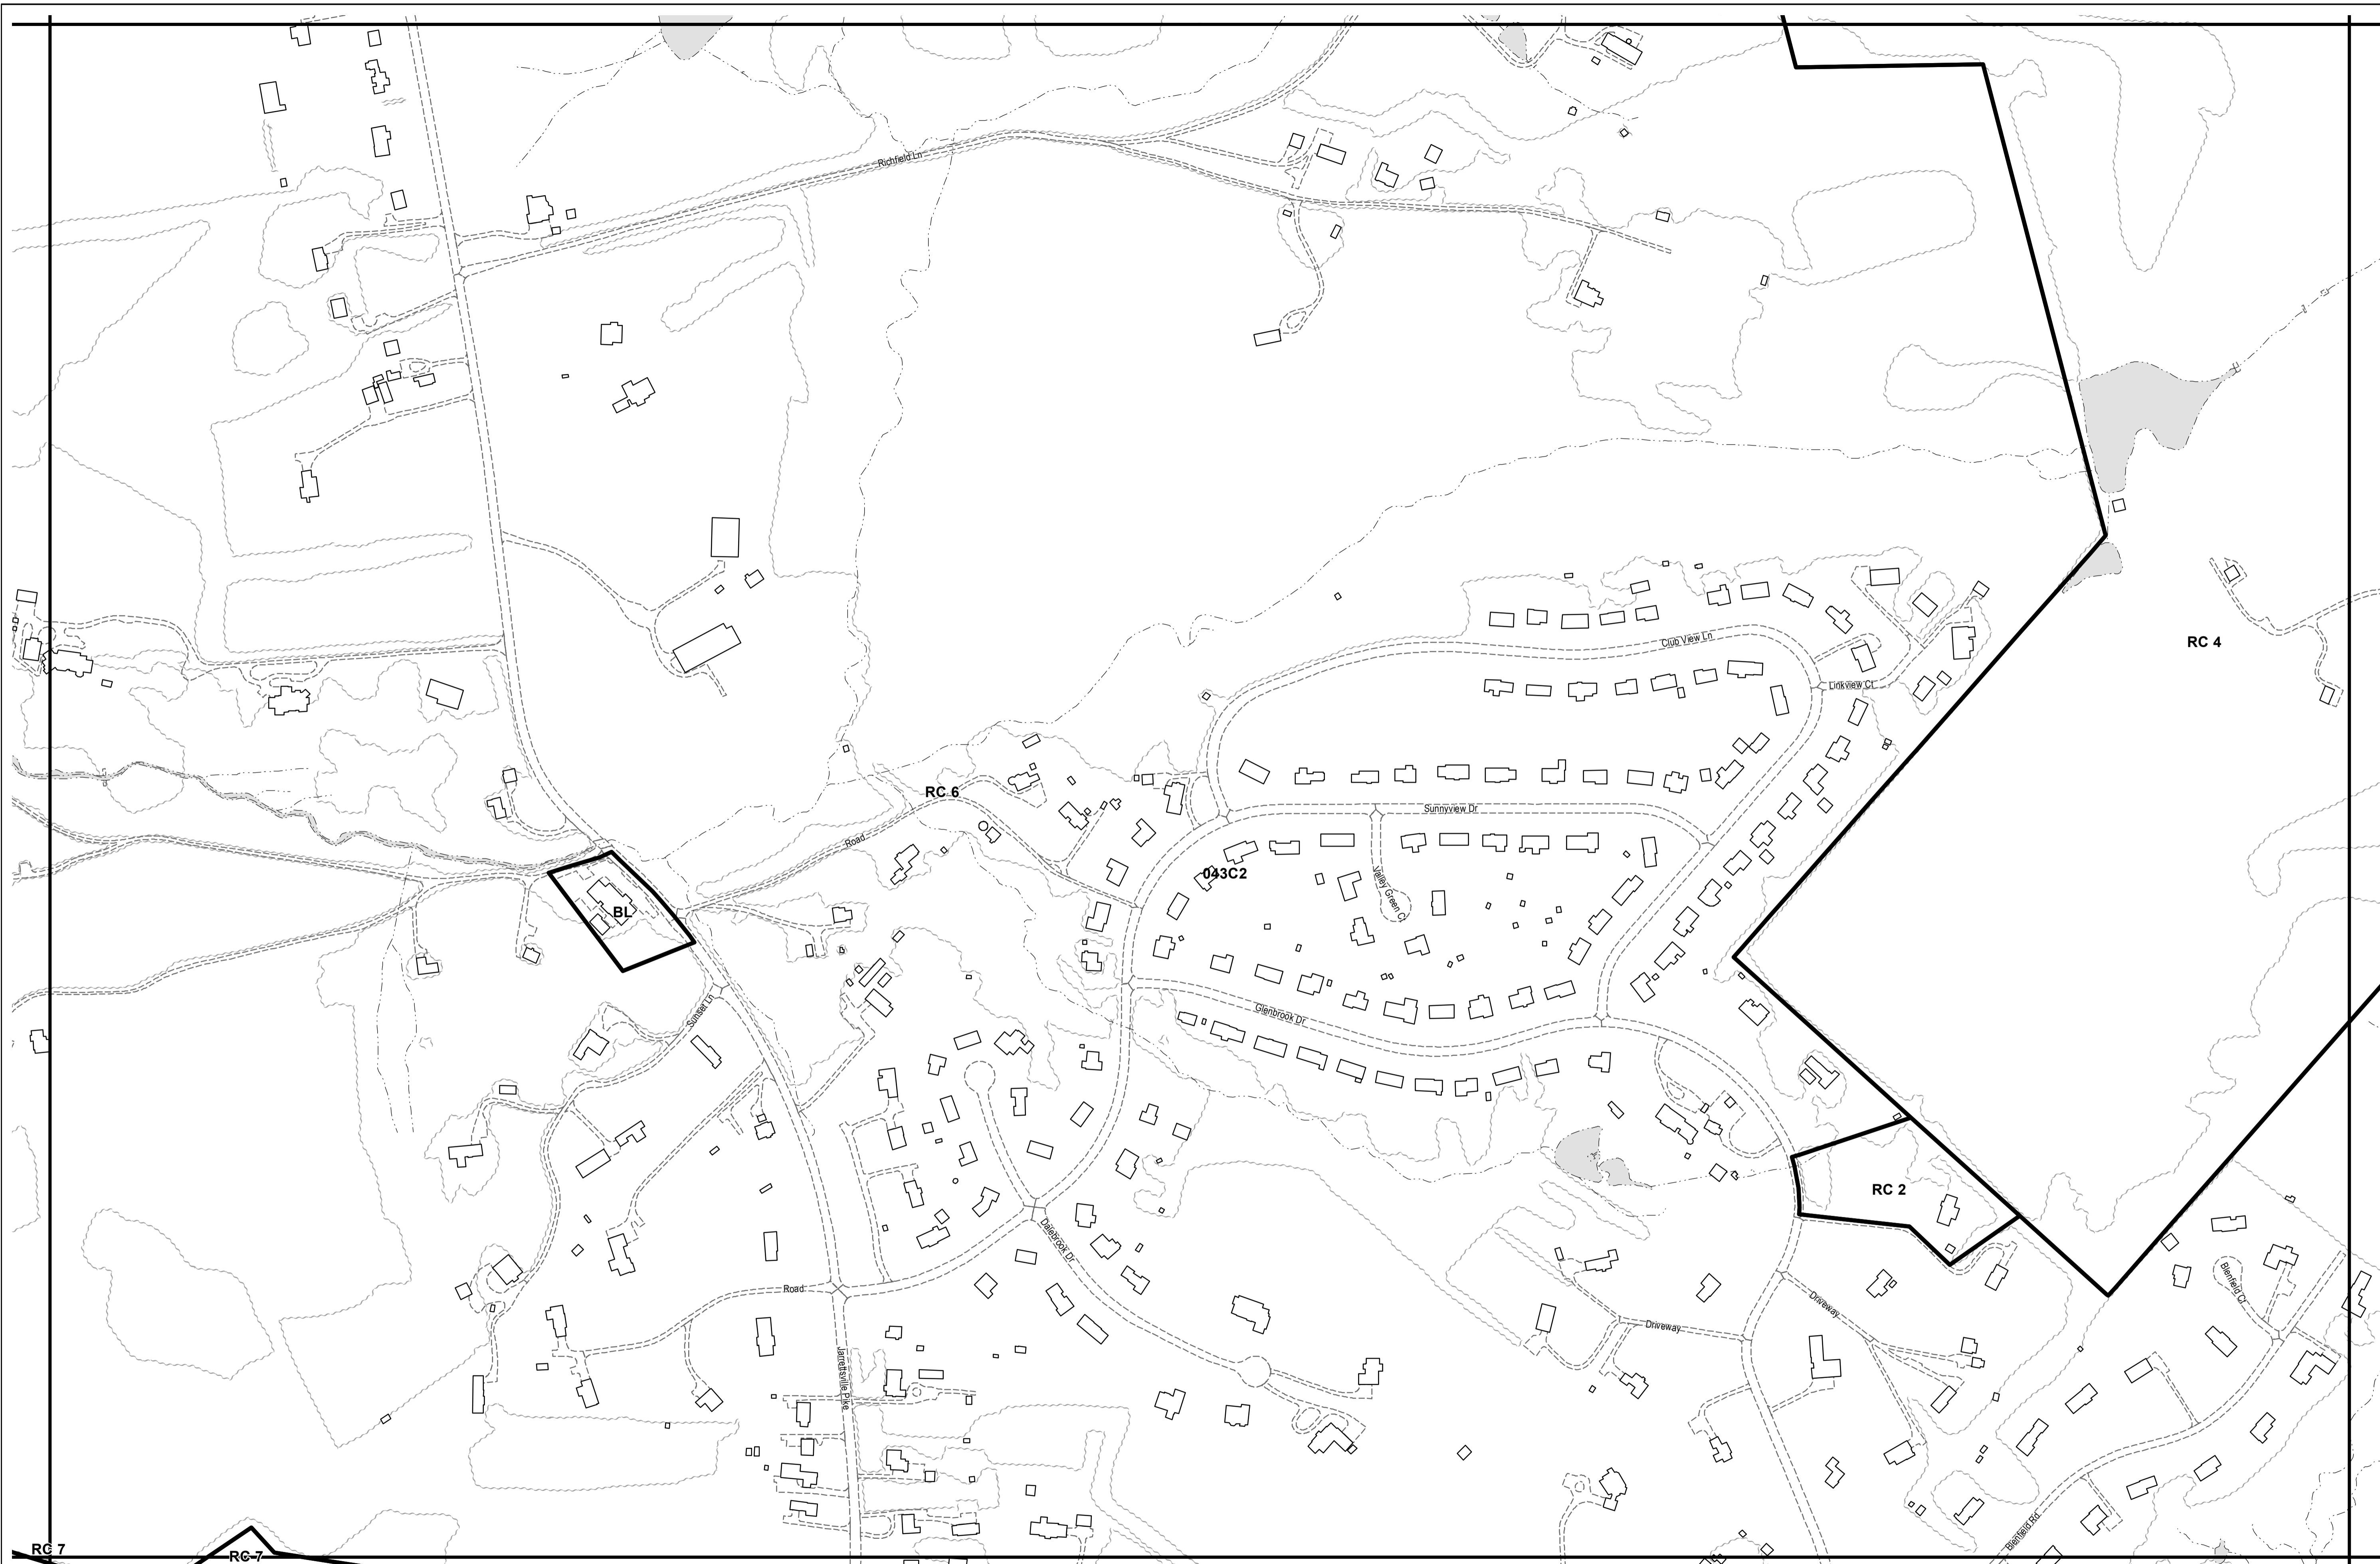 Richfield Ln
RC 4
Club View Ln
Linkview Ct
RC 6
Sunnyview Dr
Road
043C2
Valley Green Ct
BL
Sunset Ln
Glenbrook Dr
RC 2
Dalebrook Dr
Road
Blenfield Ct
Driveway
Driveway
Jarrettsville Pike
Blenfield Rd
RC 7
RC 7